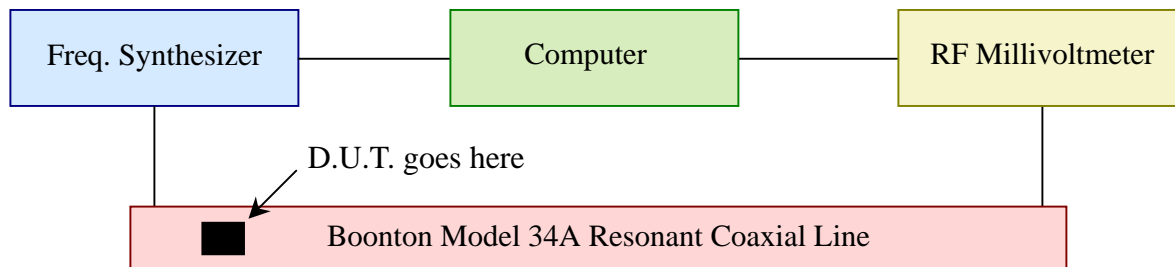 Freq. Synthesizer
Computer
RF Millivoltmeter
D.U.T. goes here
Boonton Model 34A Resonant Coaxial Line